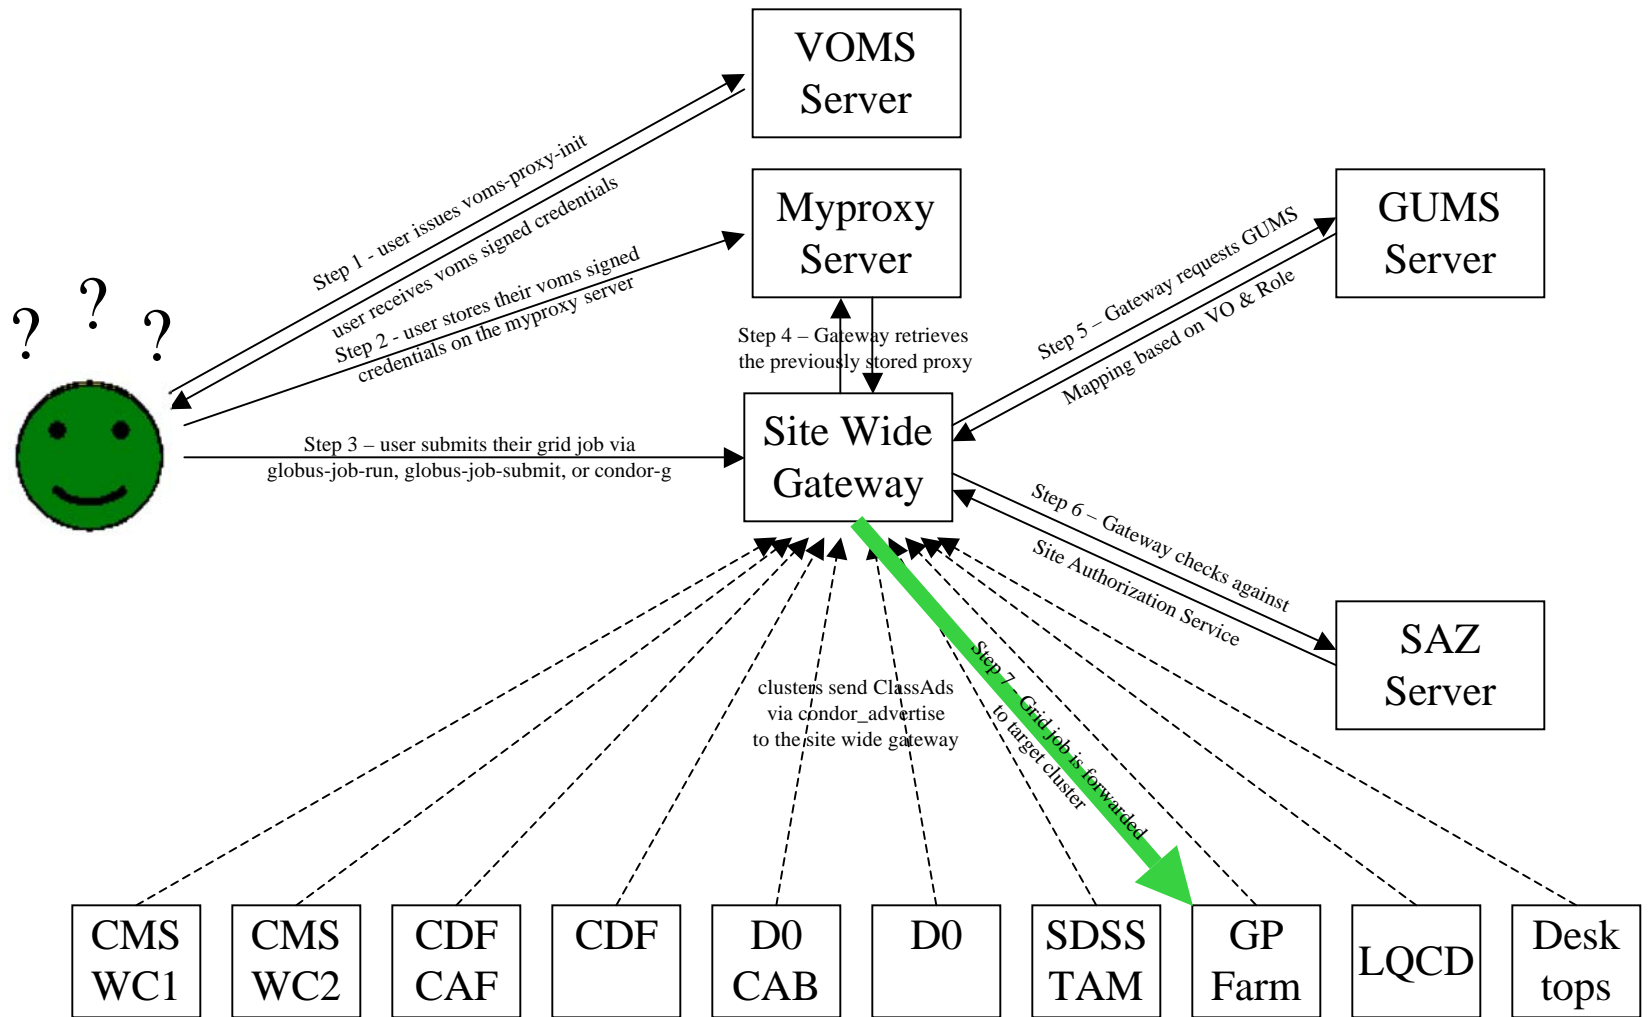 VOMS
Server
Step 1 - user issues voms-proxy-init
user receives voms signed credentials
Myproxy
Server
GUMS
Server
Step 2 - user stores their voms signed
credentials on the myproxy server
? ? ?
Step 4 – Gateway retrieves
the previously stored proxy
Step 5 – Gateway requests GUMS
Mapping based on VO & Role
Step 3 – user submits their grid job via
globus-job-run, globus-job-submit, or condor-g
Site Wide
Gateway
Step 6 – Gateway checks against
Site Authorization Service
SAZ
Server
clusters send ClassAds
via condor_advertise
to the site wide gateway
Step 7 - Grid job is forwarded
to target cluster
CMS
WC1
CMS
WC2
CDF
CAF
CDF
D0
CAB
D0
SDSS
TAM
GP
Farm
LQCD
Desk
tops